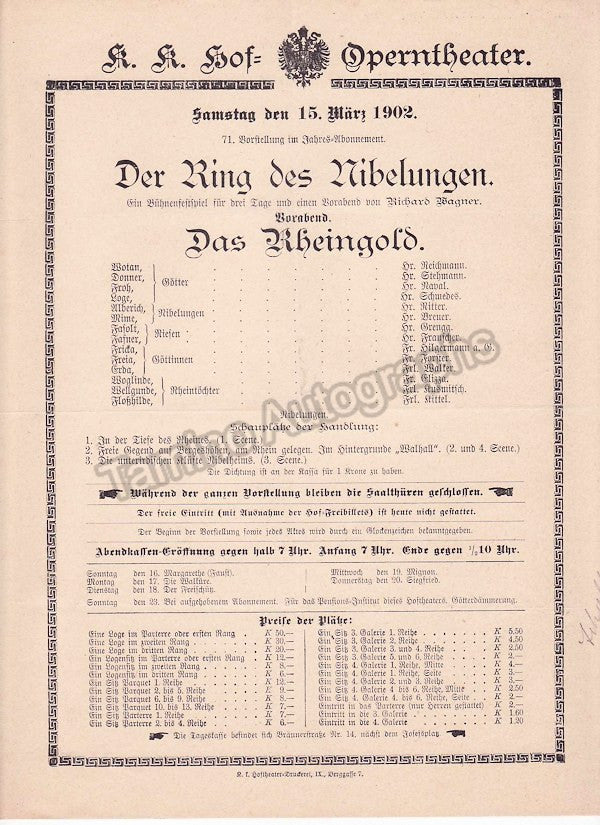 K. K. Hof- Operntheater.
Samstag den 15. März 1902.
71. Vorstellung im Jahres-Abonnement.
Der Ring des Nibelungen.
Ein Bühnenfestspiel für drei Tage und einen Vorabend von Richard Wagner.
Vorabend.
Das Rheingold.
Wotan, Hr. Reichmann.
Donner, Götter Hr. Stehmann.
Froh, Hr. Naval.
Loge, Hr. Schmedes.
Alberich, Nibelungen Hr. Ritter.
Mime, Hr. Breuer.
Fasolt, Riesen Hr. Grengg.
Fafner, Hr. Frauscher.
Fricka, Fr. Hilgermann a. G.
Freia, Göttinnen Fr. Forster.
Erda, Frl. Walker.
Woglinde, Fr. Elizza.
Wellgunde, Rheintöchter Frl. Kusmitsch.
Floßhilde, Frl. Kittel.
Nibelungen.
Schauplätze der Handlung:
1. In der Tiefe des Rheines. (1. Scene.)
2. Freie Gegend auf Bergeshöhen, am Rhein gelegen. Im Hintergrunde „Walhall“. (2. und 4. Scene.)
3. Die unterirdischen Klüfte Nibelheims. (3. Scene.)
Die Dichtung ist an der Kassa für 1 Krone zu haben.
Während der ganzen Vorstellung bleiben die Saalthüren geschlossen.
Der freie Eintritt (mit Ausnahme der Hof-Freibillets) ist heute nicht gestattet.
Der Beginn der Vorstellung sowie jedes Aktes wird durch ein Glockenzeichen bekanntgegeben.
Abendkassen-Eröffnung gegen halb 7 Uhr. Anfang 7 Uhr. Ende gegen ½10 Uhr.
Sonntag den 16. Margarethe (Faust). Mittwoch den 19. Mignon.
Montag den 17. Die Walküre. Donnerstag den 20. Siegfried.
Dienstag den 18. Der Freischütz.
Sonntag den 23. Bei aufgehobenem Abonnement. Für das Pensions-Institut dieses Hoftheaters. Götterdämmerung.
Preise der Plätze:
Eine Loge im Parterre oder ersten Rang . K 50.— Ein Sitz 3. Galerie 1. Reihe . K 5.50
Eine Loge im zweiten Rang . K 30.— Ein Sitz 3. Galerie 2. Reihe . K 4.50
Eine Loge im dritten Rang . K 20.— Ein Sitz 3. Galerie 3. und 4. Reihe . K 2.50
Ein Logensitz im Parterre oder ersten Rang . K 12.— Ein Sitz 3. Galerie 5. und 6. Reihe . K 2.—
Ein Logensitz im zweiten Rang . K 8.— Ein Sitz 4. Galerie 1. Reihe, Mitte . K 4.—
Ein Logensitz im dritten Rang . K 6.— Ein Sitz 4. Galerie 1. Reihe, Seite . K 3.—
Ein Sitz Parquet 1. Reihe . K 12.— Ein Sitz 4. Galerie 2. und 3. Reihe . K 3.—
Ein Sitz Parquet 2. bis 5. Reihe . K 9.— Ein Sitz 4. Galerie 4. bis 6. Reihe, Mitte . K 2.50
Ein Sitz Parquet 6. bis 9. Reihe . K 8.— Ein Sitz 4. Galerie 4. bis 6. Reihe, Seite . K 2.—
Ein Sitz Parquet 10. bis 13. Reihe . K 7.— Eintritt in das Parterre (nur Herren gestattet) . K 2.—
Ein Sitz Parterre 1. Reihe . K 7.— Eintritt in die 3. Galerie . K 1.60
Ein Sitz Parterre 2. bis 4. Reihe . K 6.— Eintritt in die 4. Galerie . K 1.20
Die Tageskasse befindet sich Bräunerstraße Nr. 14, nächst dem Josefsplatz.
K. k. Hoftheater-Druckerei, IX., Berggasse 7.
Tamino Autographs